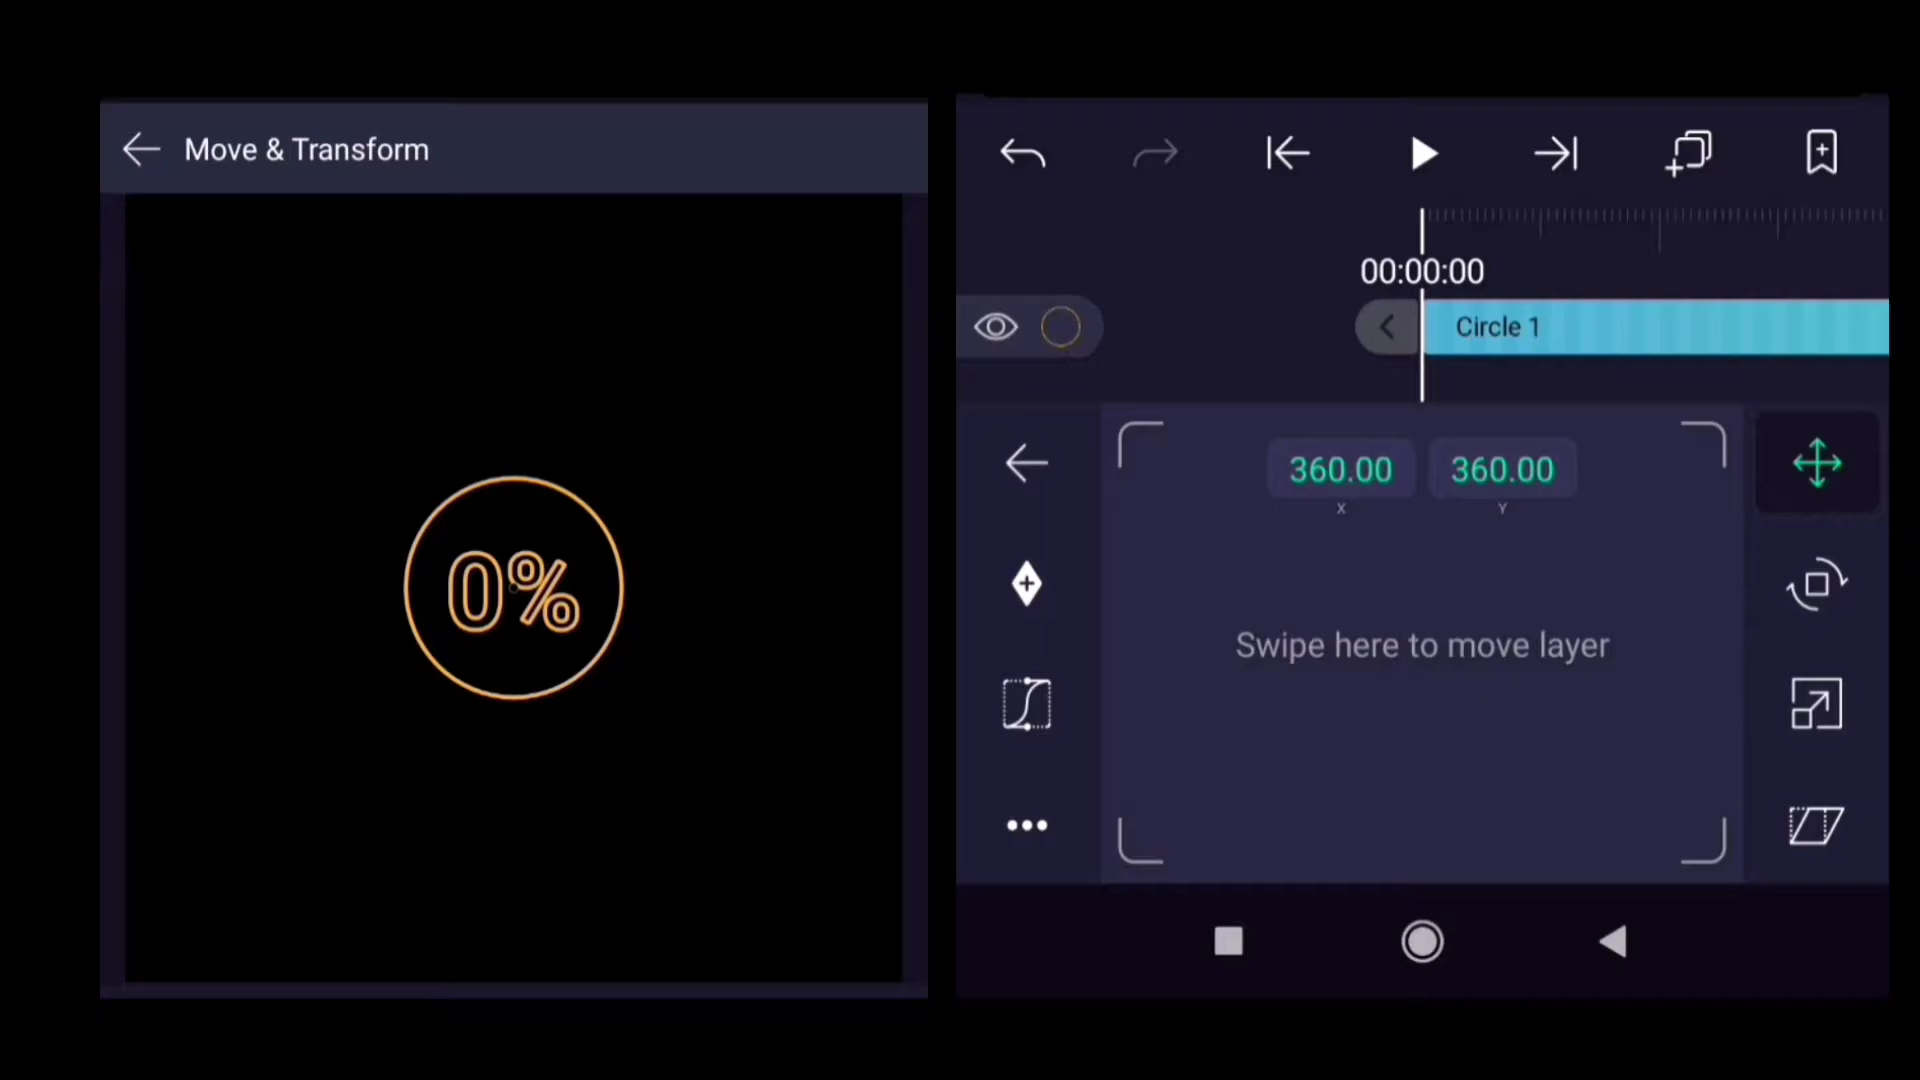 Move & Transform
0%
00:00:00
Circle 1
360.00 360.00
X Y
Swipe here to move layer